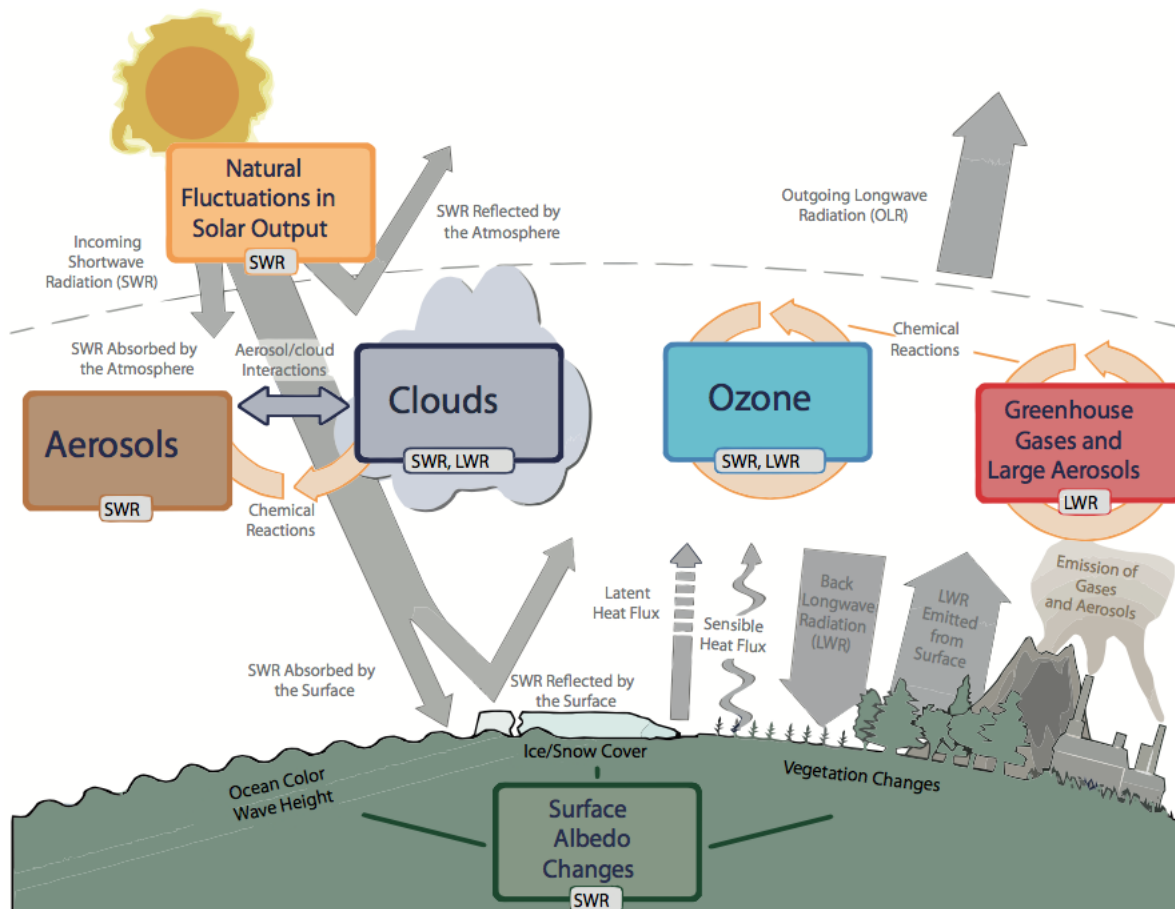 Natural
Fluctuations in
Solar Output
SWR
SWR Reflected by
the Atmosphere
Outgoing Longwave
Radiation (OLR)
Incoming
Shortwave
Radiation (SWR)
SWR Absorbed by
the Atmosphere
Aerosol/cloud
Interactions
Chemical
Reactions
Aerosols
SWR
Clouds
SWR, LWR
Ozone
SWR, LWR
Greenhouse
Gases and
Large Aerosols
LWR
Chemical
Reactions
Emission of
Gases
and Aerosols
Latent
Heat Flux
Sensible
Heat Flux
Back
Longwave
Radiation
(LWR)
LWR
Emitted
from
Surface
SWR Absorbed by
the Surface
SWR Reflected by
the Surface
Ice/Snow Cover
Ocean Color
Wave Height
Vegetation Changes
Surface
Albedo
Changes
SWR